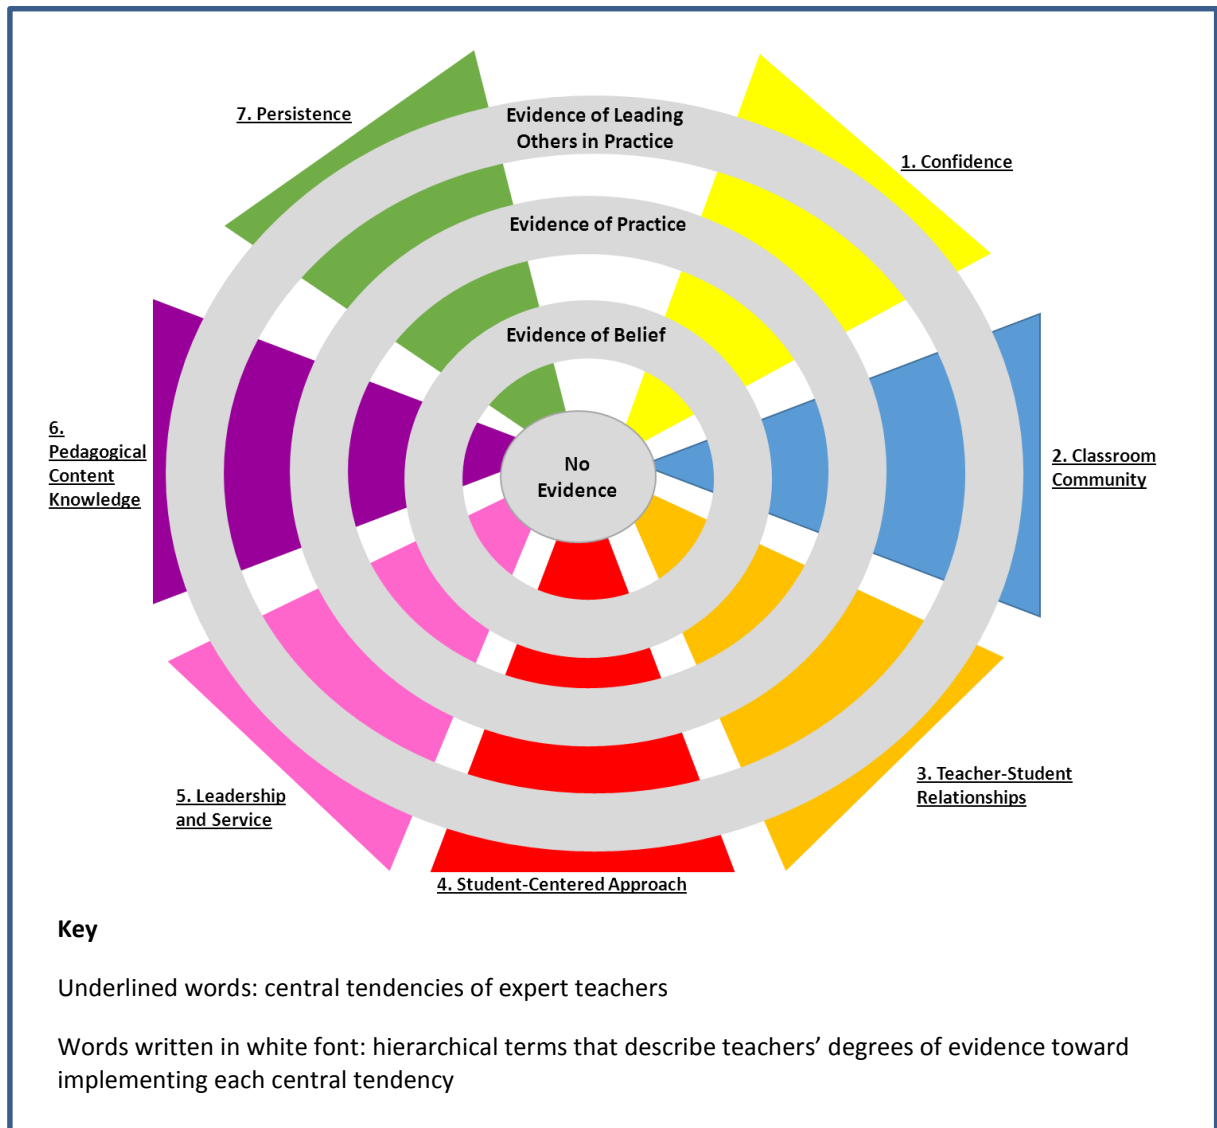 Evidence of Leading
Others in Practice
7. Persistence
1. Confidence
Evidence of Practice
Evidence of Belief
6.
Pedagogical
Content
Knowledge
No
Evidence
2. Classroom
Community
3. Teacher-Student
Relationships
5. Leadership
and Service
4. Student-Centered Approach
Key
Underlined words: central tendencies of expert teachers
Words written in white font: hierarchical terms that describe teachers’ degrees of evidence toward
implementing each central tendency